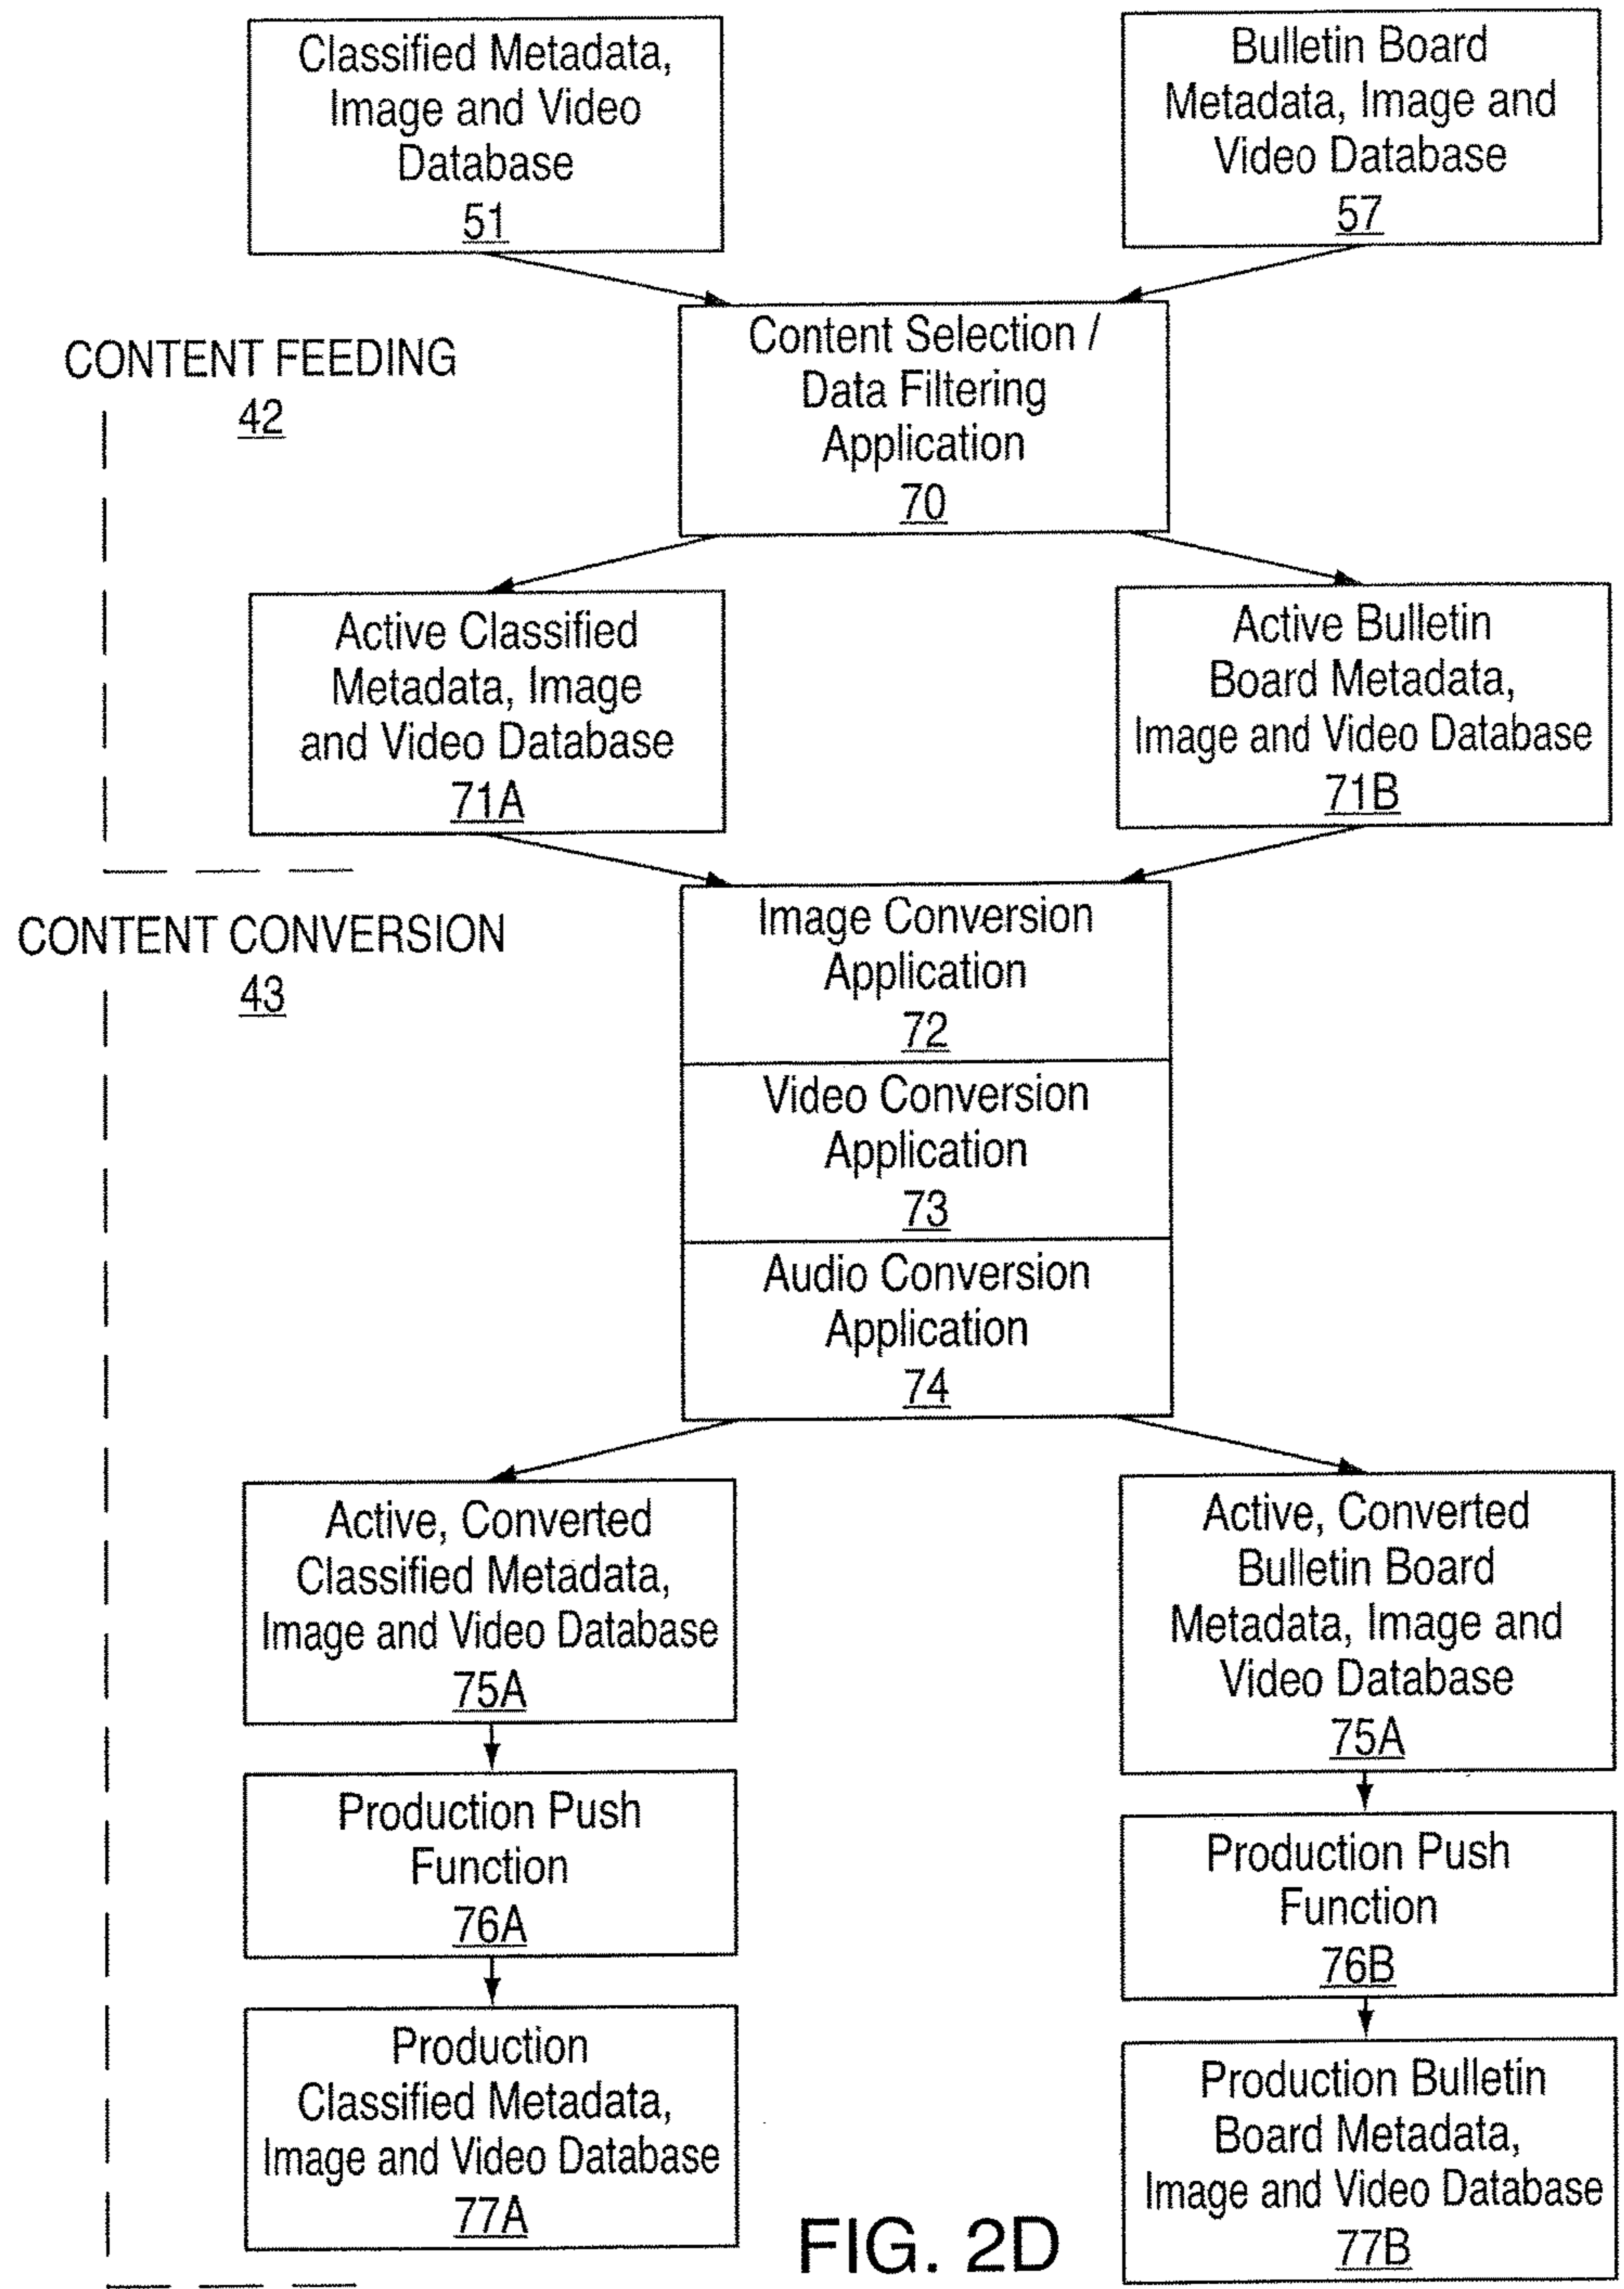 Classified Metadata,
Image and Video
Database
51
Bulletin Board
Metadata, Image and
Video Database
57
CONTENT FEEDING
42
Content Selection /
Data Filtering
Application
70
Active Classified
Metadata, Image
and Video Database
71A
Active Bulletin
Board Metadata,
Image and Video Database
71B
CONTENT CONVERSION
43
Image Conversion
Application
72
Video Conversion
Application
73
Audio Conversion
Application
74
Active, Converted
Classified Metadata,
Image and Video Database
75A
Active, Converted
Bulletin Board
Metadata, Image and
Video Database
75A
Production Push
Function
76A
Production Push
Function
76B
Production
Classified Metadata,
Image and Video Database
77A
Production Bulletin
Board Metadata,
Image and Video Database
77B
FIG. 2D